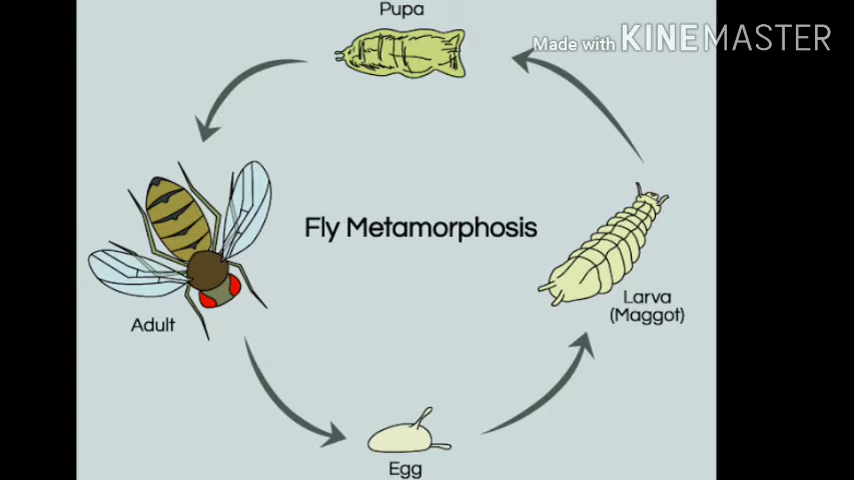 Pupa
Made with KINEMASTER
Fly Metamorphosis
Larva
(Maggot)
Adult
Egg